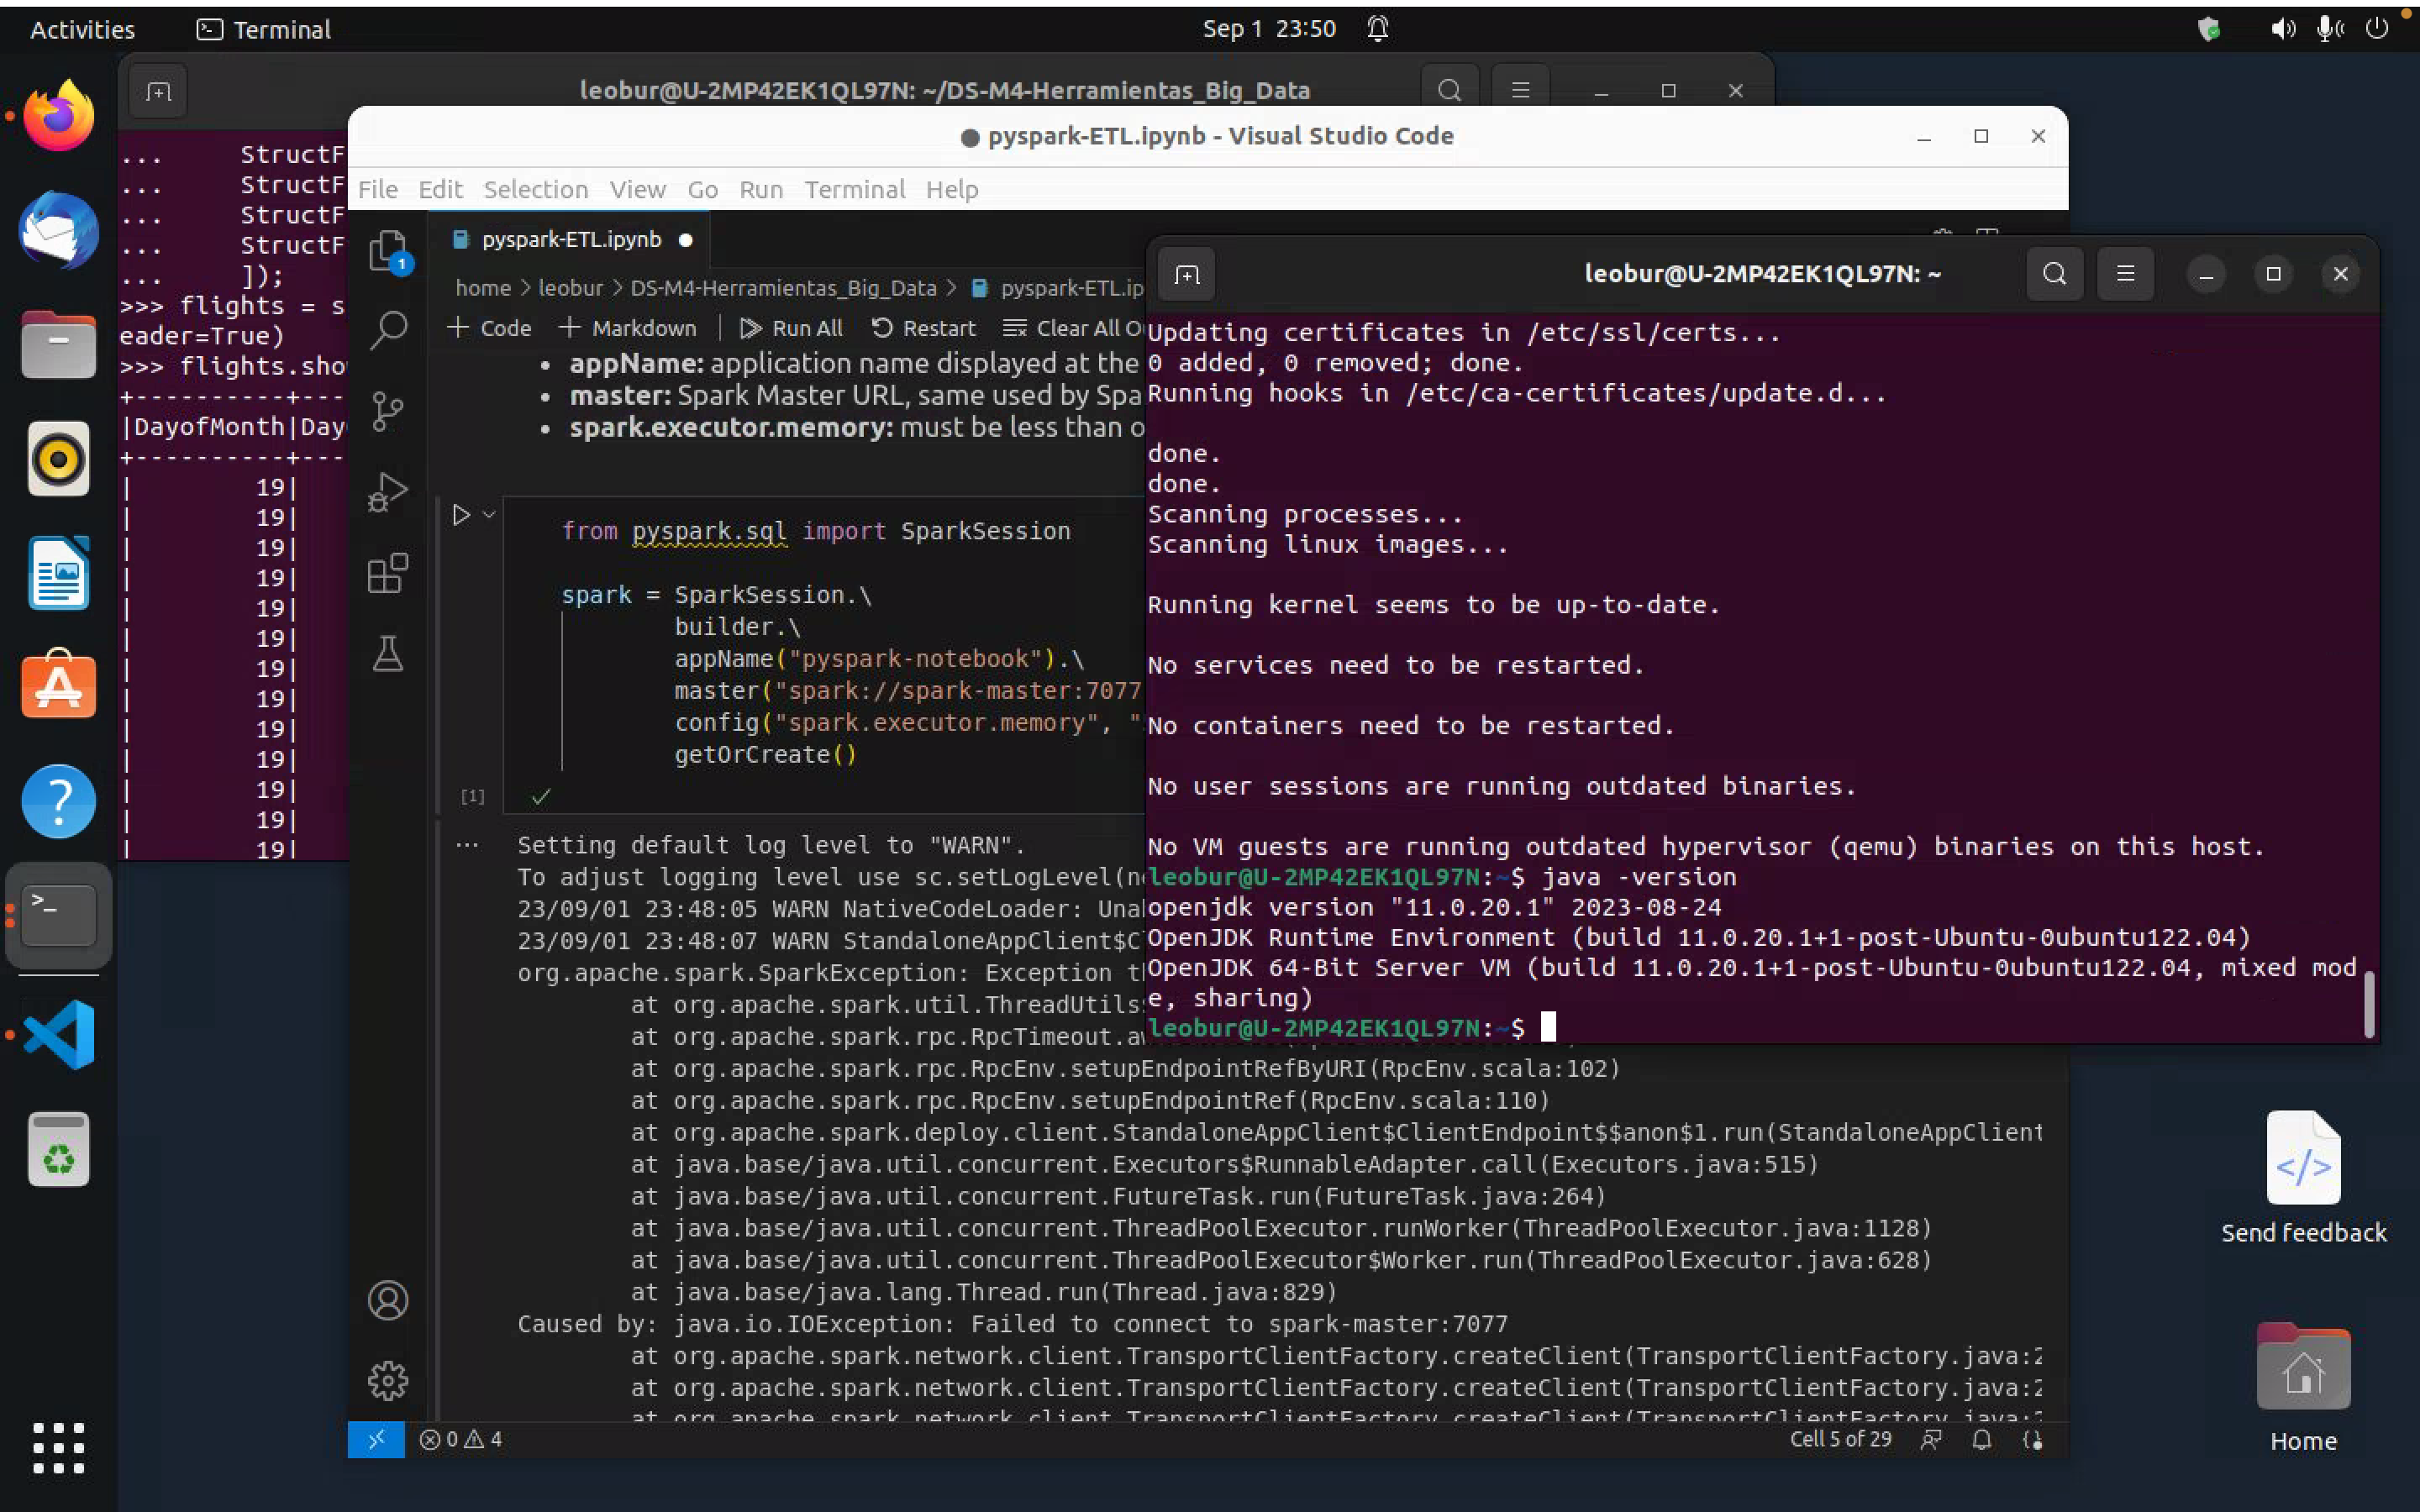 Activities
Terminal
Sep 1 23:50
leobur@U-2MP42EK1QL97N: ~/DS-M4-Herramientas_Big_Data
... StructF
... StructF
... StructF
... StructF
... ]);
>>> flights = s
eader=True)
>>> flights.sho
+----------+---
|DayofMonth|Day
+----------+---
| 19|
| 19|
| 19|
| 19|
| 19|
| 19|
| 19|
| 19|
| 19|
| 19|
| 19|
| 19|
| 19|
● pyspark-ETL.ipynb - Visual Studio Code
File Edit Selection View Go Run Terminal Help
1
pyspark-ETL.ipynb ●
home > leobur > DS-M4-Herramientas_Big_Data > pyspark-ETL.ip
+ Code + Markdown | Run All Restart Clear All O
• appName: application name displayed at the
• master: Spark Master URL, same used by Spa
• spark.executor.memory: must be less than o
from pyspark.sql import SparkSession
spark = SparkSession.\
builder.\
appName("pyspark-notebook").\
master("spark://spark-master:7077
config("spark.executor.memory", "
getOrCreate()
[1]
... Setting default log level to "WARN".
To adjust logging level use sc.setLogLevel(ne
23/09/01 23:48:05 WARN NativeCodeLoader: Una
23/09/01 23:48:07 WARN StandaloneAppClient$C
org.apache.spark.SparkException: Exception t
at org.apache.spark.util.ThreadUtils
at org.apache.spark.rpc.RpcTimeout.aw
at org.apache.spark.rpc.RpcEnv.setupEndpointRefByURI(RpcEnv.scala:102)
at org.apache.spark.rpc.RpcEnv.setupEndpointRef(RpcEnv.scala:110)
at org.apache.spark.deploy.client.StandaloneAppClient$ClientEndpoint$$anon$1.run(StandaloneAppClient
at java.base/java.util.concurrent.Executors$RunnableAdapter.call(Executors.java:515)
at java.base/java.util.concurrent.FutureTask.run(FutureTask.java:264)
at java.base/java.util.concurrent.ThreadPoolExecutor.runWorker(ThreadPoolExecutor.java:1128)
at java.base/java.util.concurrent.ThreadPoolExecutor$Worker.run(ThreadPoolExecutor.java:628)
at java.base/java.lang.Thread.run(Thread.java:829)
Caused by: java.io.IOException: Failed to connect to spark-master:7077
at org.apache.spark.network.client.TransportClientFactory.createClient(TransportClientFactory.java:2
at org.apache.spark.network.client.TransportClientFactory.createClient(TransportClientFactory.java:2
at org.apache.spark.network.client.TransportClientFactory.createClient(TransportClientFactory.java:2
0 4
Cell 5 of 29
leobur@U-2MP42EK1QL97N: ~
Updating certificates in /etc/ssl/certs...
0 added, 0 removed; done.
Running hooks in /etc/ca-certificates/update.d...
done.
done.
Scanning processes...
Scanning linux images...
Running kernel seems to be up-to-date.
No services need to be restarted.
No containers need to be restarted.
No user sessions are running outdated binaries.
No VM guests are running outdated hypervisor (qemu) binaries on this host.
leobur@U-2MP42EK1QL97N:~$ java -version
openjdk version "11.0.20.1" 2023-08-24
OpenJDK Runtime Environment (build 11.0.20.1+1-post-Ubuntu-0ubuntu122.04)
OpenJDK 64-Bit Server VM (build 11.0.20.1+1-post-Ubuntu-0ubuntu122.04, mixed mod
e, sharing)
leobur@U-2MP42EK1QL97N:~$
Send feedback
Home